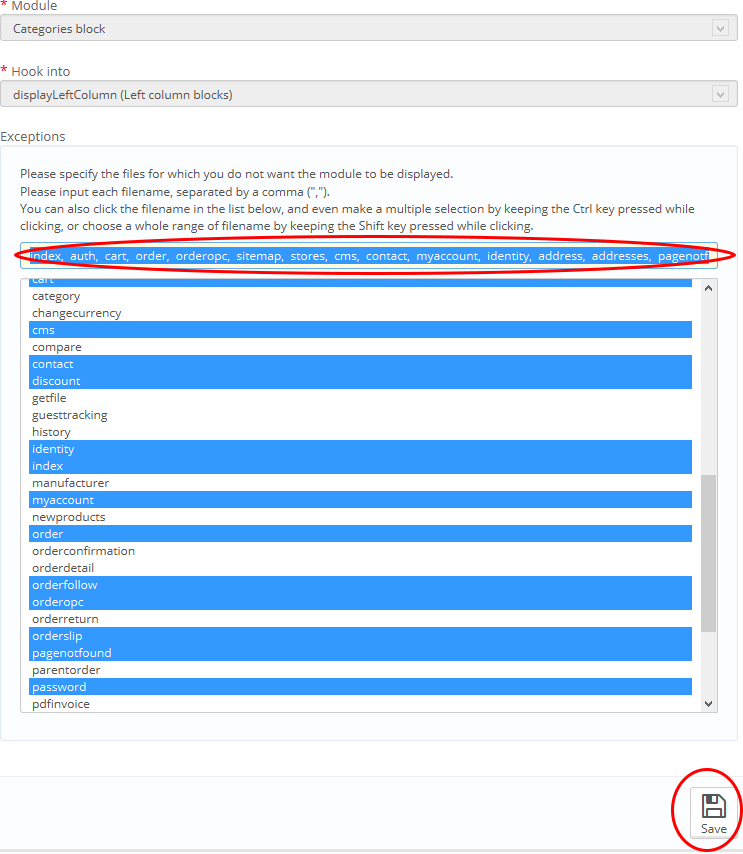 * Module
Categories block
* Hook into
displayLeftColumn (Left column blocks)
Exceptions
Please specify the files for which you do not want the module to be displayed.
Please input each filename, separated by a comma (",").
You can also click the filename in the list below, and even make a multiple selection by keeping the Ctrl key pressed while
clicking, or choose a whole range of filename by keeping the Shift key pressed while clicking.
index, auth, cart, order, orderopc, sitemap, stores, cms, contact, myaccount, identity, address, addresses, pagenotf
cart
category
changecurrency
cms
compare
contact
discount
getfile
guesttracking
history
identity
index
manufacturer
myaccount
newproducts
order
orderconfirmation
orderdetail
orderfollow
orderopc
orderreturn
orderslip
pagenotfound
parentorder
password
pdfinvoice
Save